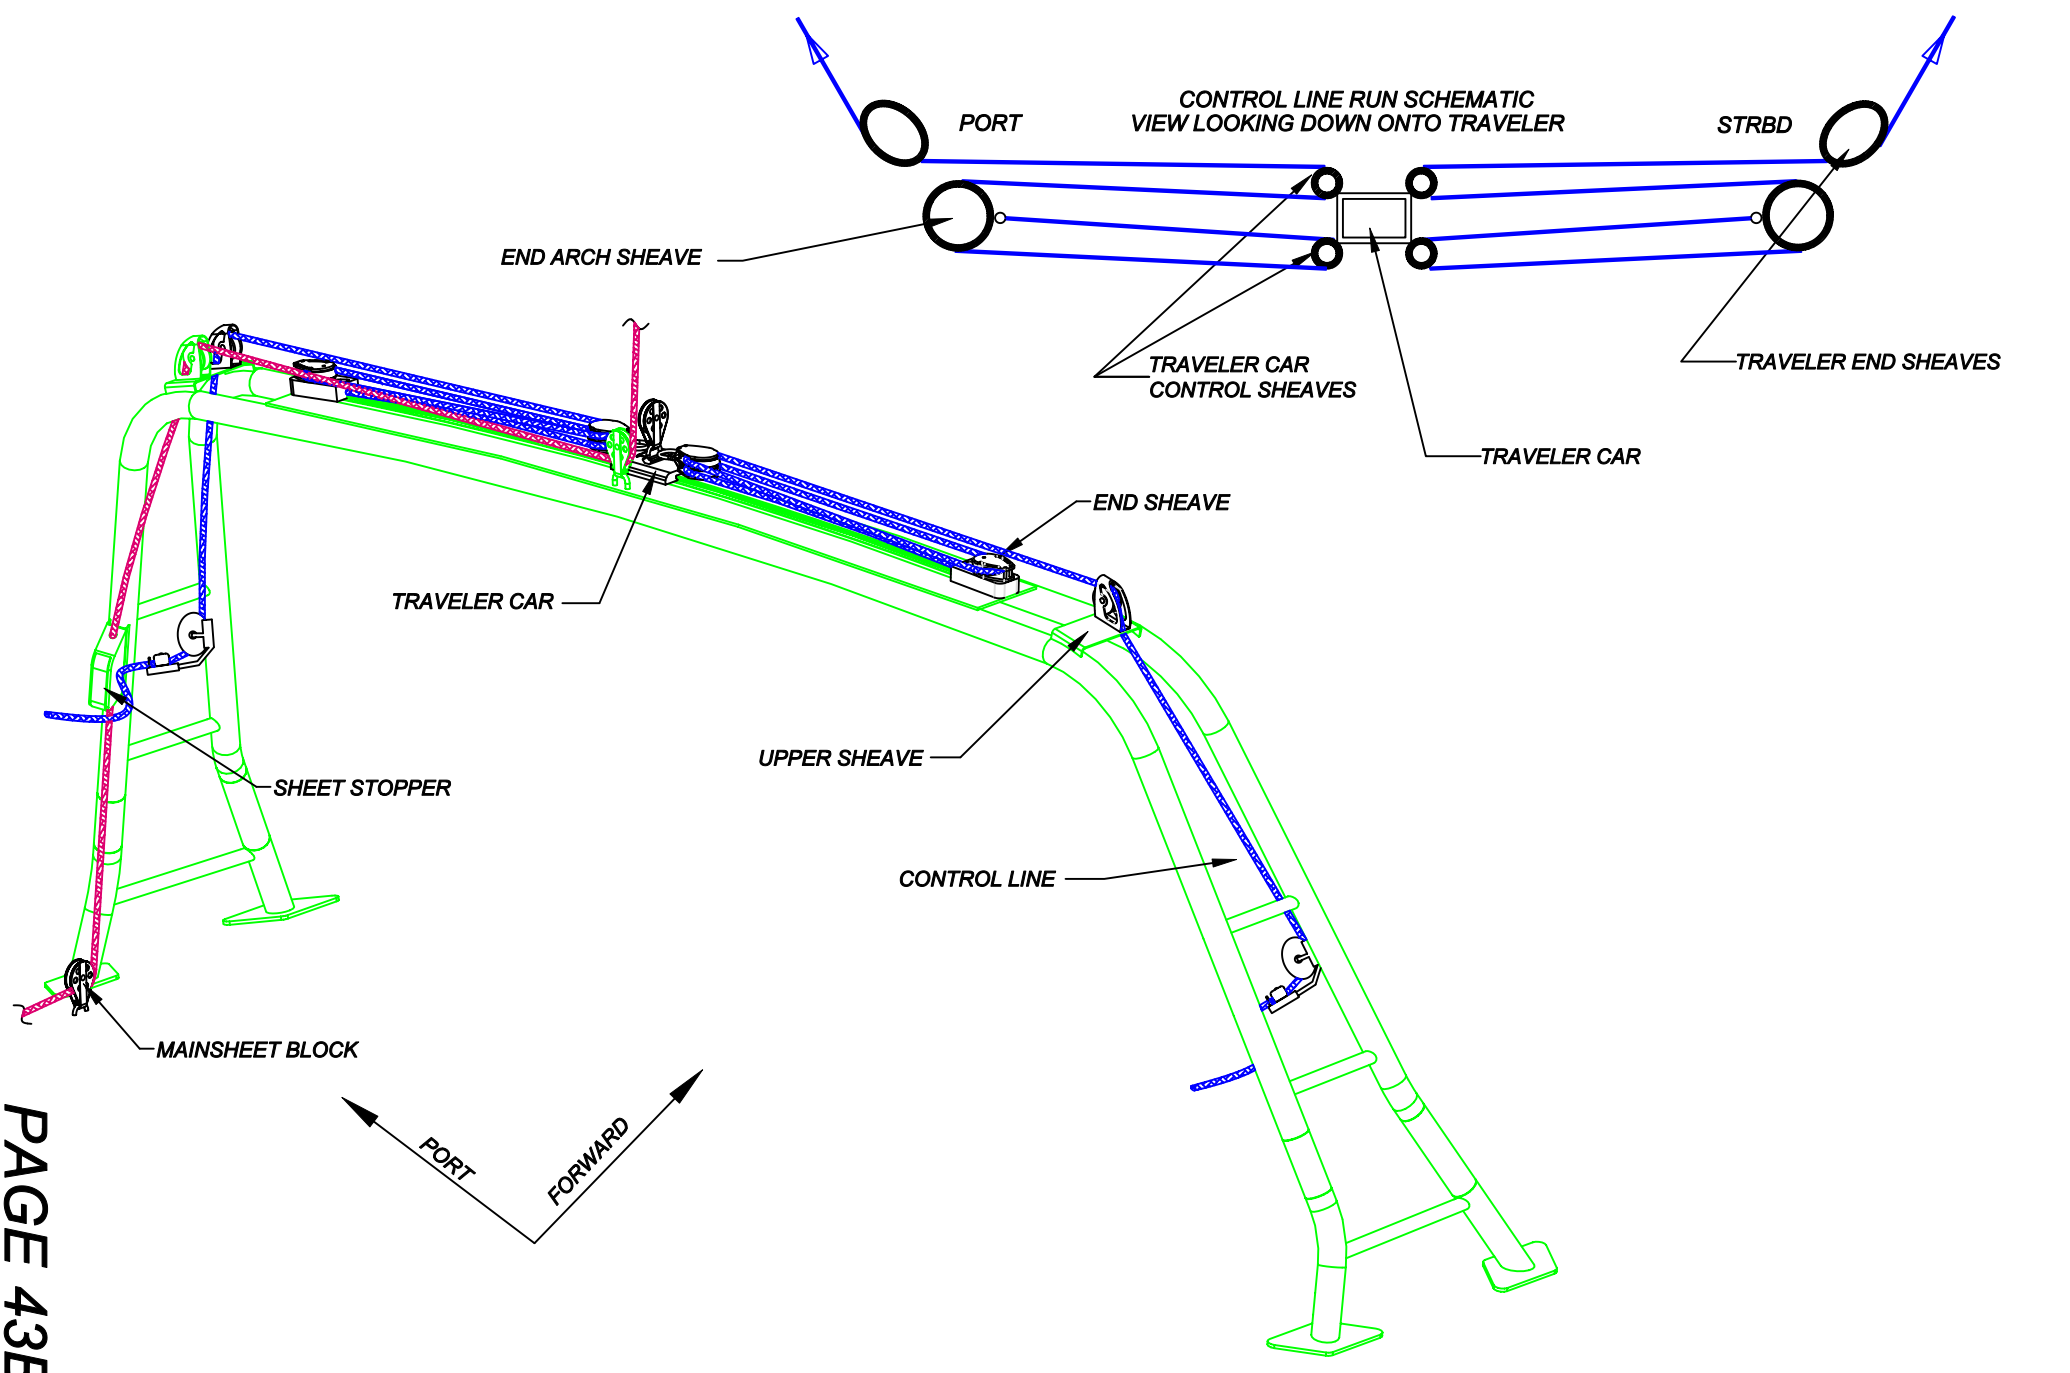 CONTROL LINE RUN SCHEMATIC
VIEW LOOKING DOWN ONTO TRAVELER
PORT
STRBD
END ARCH SHEAVE
TRAVELER CAR
CONTROL SHEAVES
TRAVELER END SHEAVES
TRAVELER CAR
END SHEAVE
TRAVELER CAR
UPPER SHEAVE
SHEET STOPPER
CONTROL LINE
MAINSHEET BLOCK
PORT
FORWARD
PAGE 43